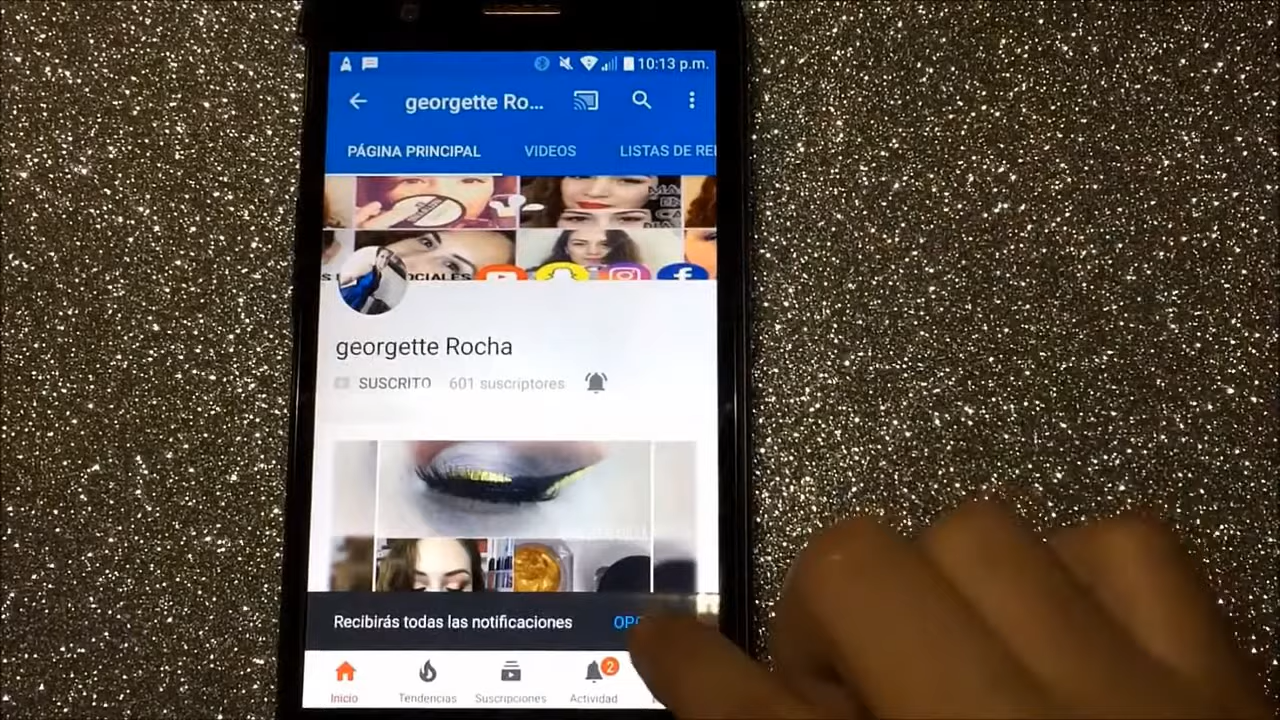 10:13 p.m.
georgette Ro...
PÁGINA PRINCIPAL VIDEOS LISTAS DE RE
georgette Rocha
SUSCRITO 601 suscriptores
Recibirás todas las notificaciones
2
Inicio Tendencias Suscripciones Actividad